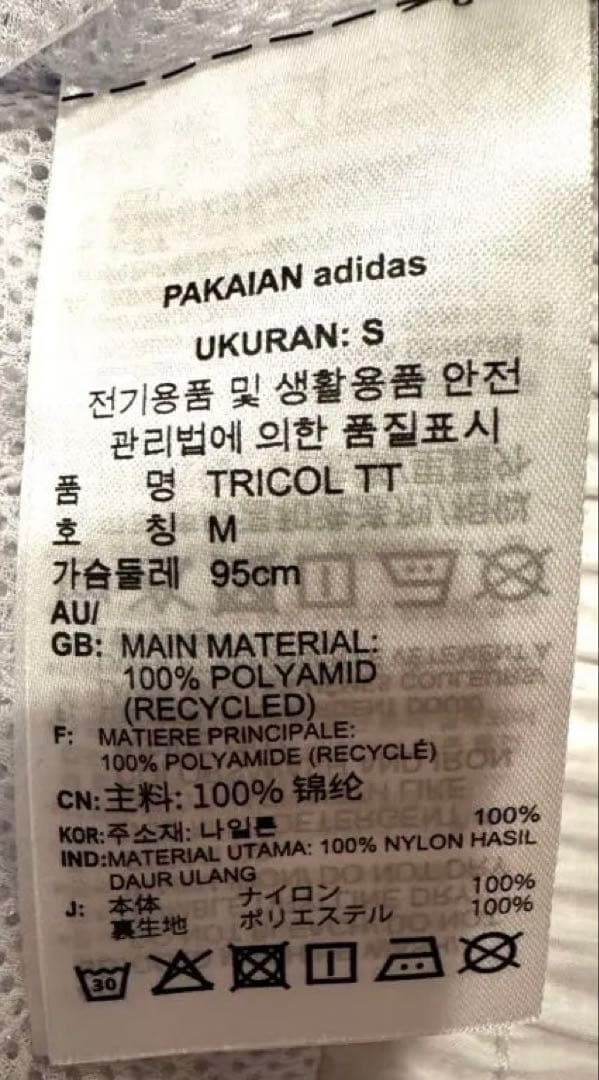 PAKAIAN adidas
UKURAN: S
전기용품 및 생활용품 안전
관리법에 의한 품질표시
품 명 TRICOL TT
호 칭 M
가슴둘레 95cm
AU/
GB: MAIN MATERIAL:
100% POLYAMID
(RECYCLED)
F: MATIERE PRINCIPALE:
100% POLYAMIDE (RECYCLÉ)
CN: 主料: 100% 锦纶
KOR: 주소재: 나일론 100%
IND:MATERIAL UTAMA: 100% NYLON HASIL
DAUR ULANG
J: 本体 ナイロン 100%
裏生地 ポリエステル 100%
30